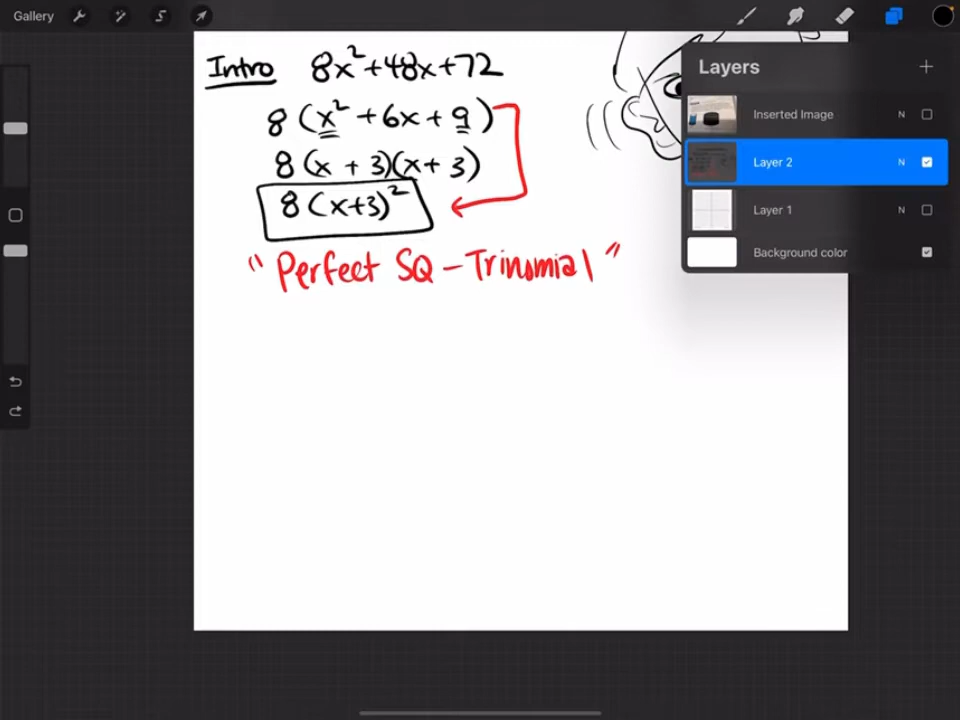 Gallery
Intro 8x²+48x+72
8(x²+6x+9)
8(x+3)(x+3)
8(x+3)²
"Perfect SQ-Trinomial"
Layers
Inserted Image N
Layer 2 N
Layer 1 N
Background color